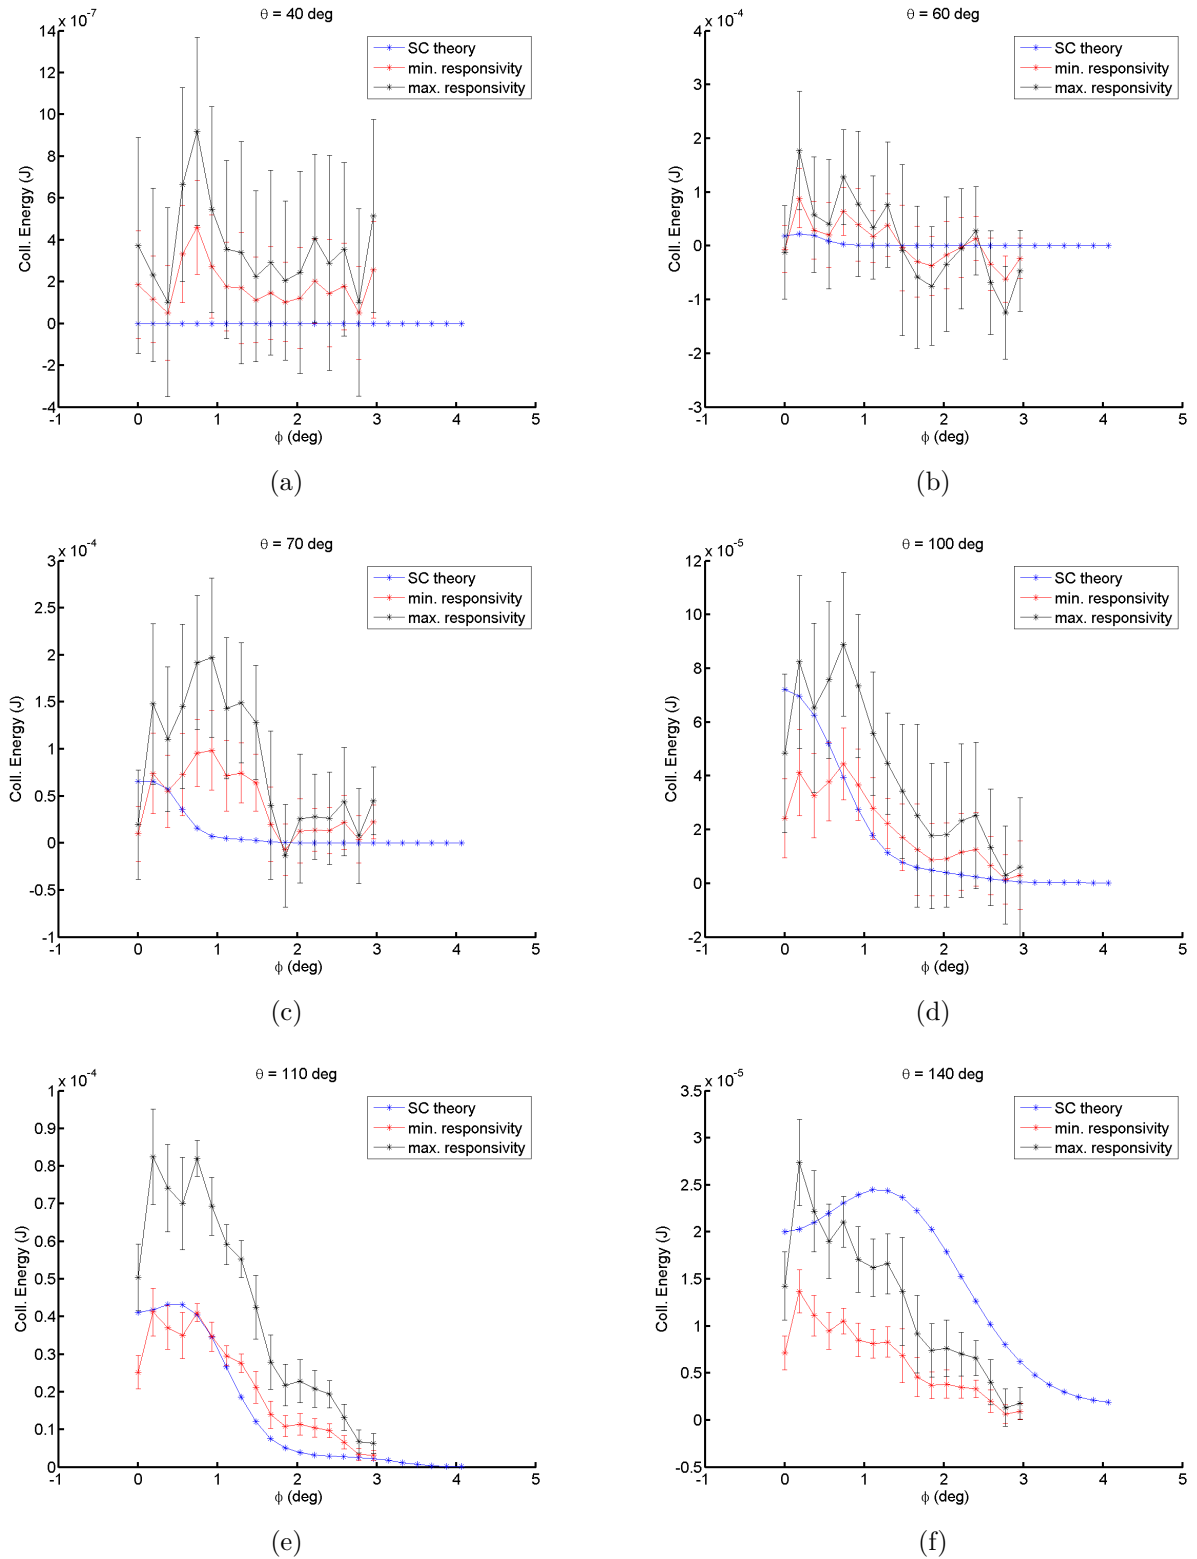 x 10-7
θ = 40 deg
SC theory
min. responsivity
max. responsivity
Coll. Energy (J)
14
12
10
8
6
4
2
0
-2
-4
-1 0 1 2 3 4 5
ϕ (deg)
(a)
x 10-4
θ = 60 deg
SC theory
min. responsivity
max. responsivity
Coll. Energy (J)
4
3
2
1
0
-1
-2
-3
-1 0 1 2 3 4 5
ϕ (deg)
(b)
x 10-4
θ = 70 deg
SC theory
min. responsivity
max. responsivity
Coll. Energy (J)
3
2.5
2
1.5
1
0.5
0
-0.5
-1
-1 0 1 2 3 4 5
ϕ (deg)
(c)
x 10-5
θ = 100 deg
SC theory
min. responsivity
max. responsivity
Coll. Energy (J)
12
10
8
6
4
2
0
-2
-1 0 1 2 3 4 5
ϕ (deg)
(d)
x 10-4
θ = 110 deg
SC theory
min. responsivity
max. responsivity
Coll. Energy (J)
1
0.9
0.8
0.7
0.6
0.5
0.4
0.3
0.2
0.1
0
-1 0 1 2 3 4 5
ϕ (deg)
(e)
x 10-5
θ = 140 deg
SC theory
min. responsivity
max. responsivity
Coll. Energy (J)
3.5
3
2.5
2
1.5
1
0.5
0
-0.5
-1 0 1 2 3 4 5
ϕ (deg)
(f)